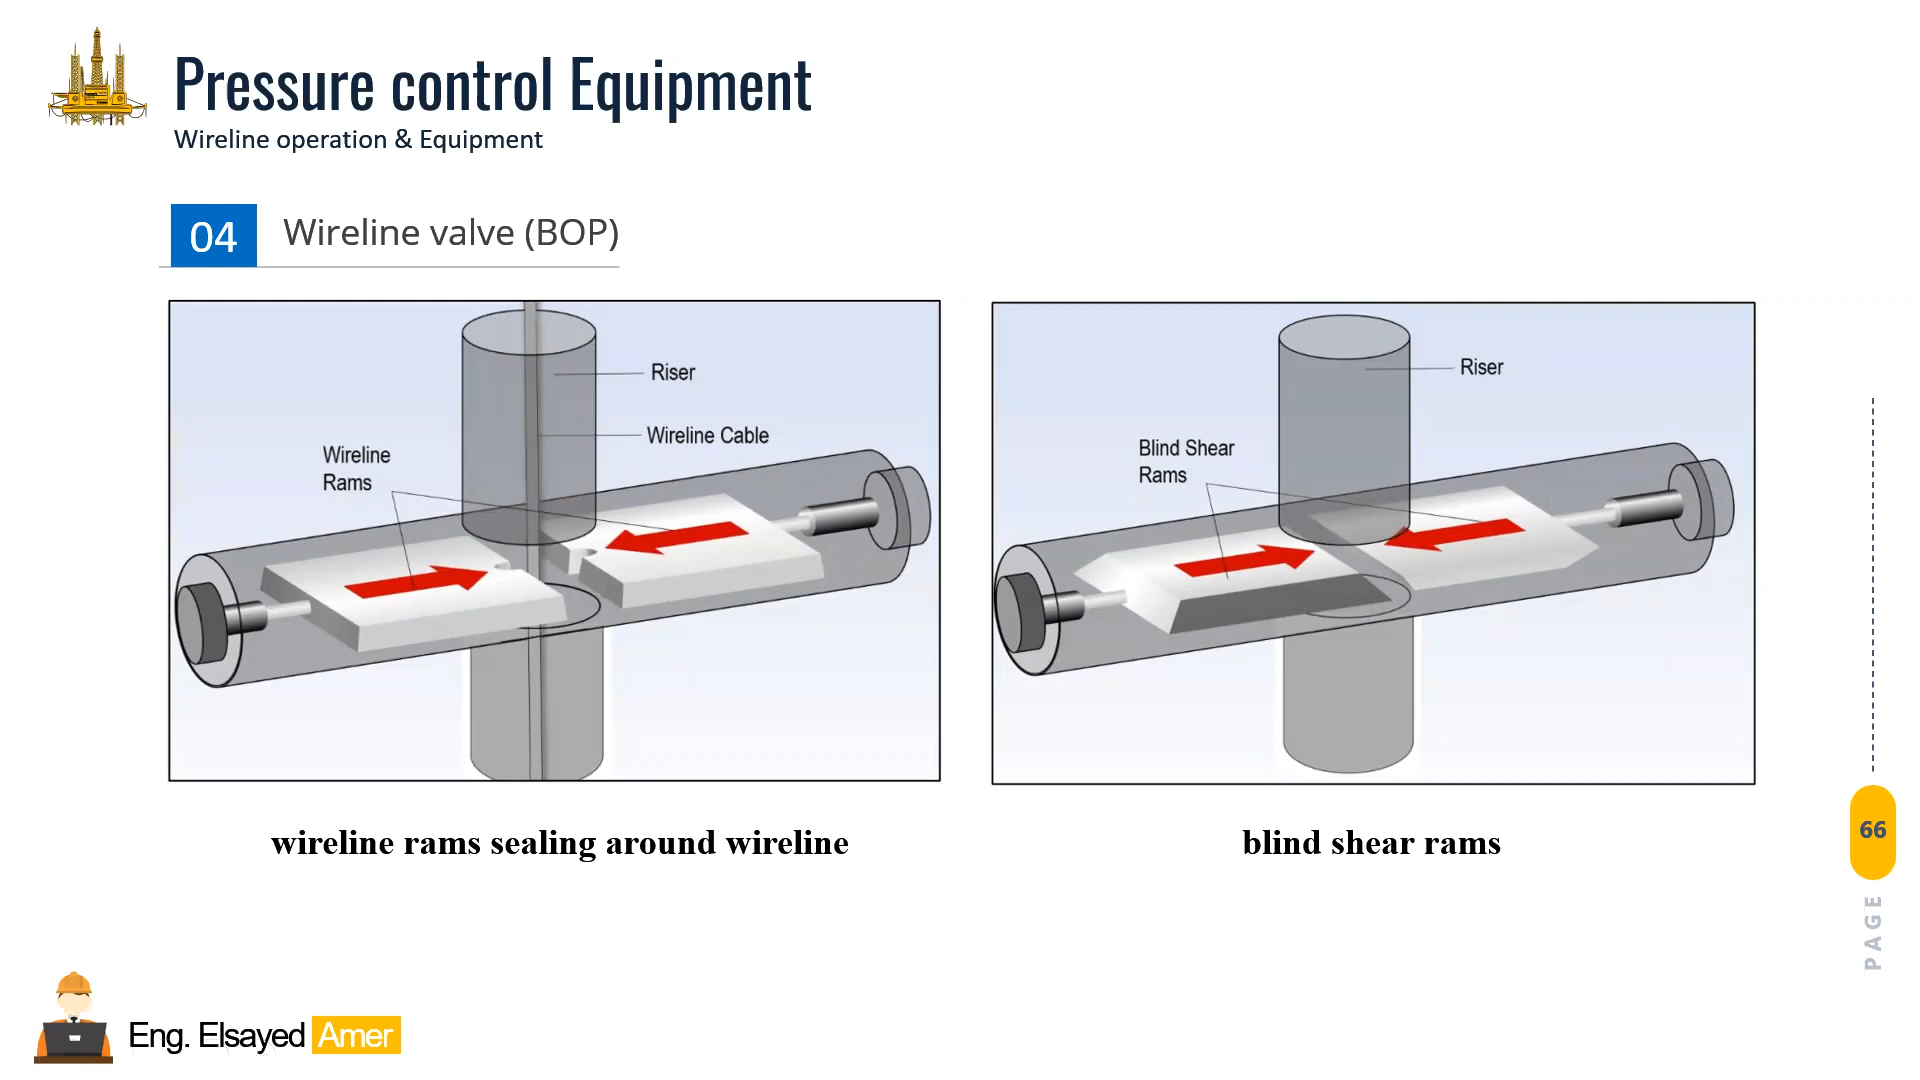 Pressure control Equipment
Wireline operation & Equipment
04
Wireline valve (BOP)
Riser
Wireline Cable
Wireline
Rams
wireline rams sealing around wireline
Riser
Blind Shear
Rams
blind shear rams
66
PAGE
Eng. Elsayed Amer